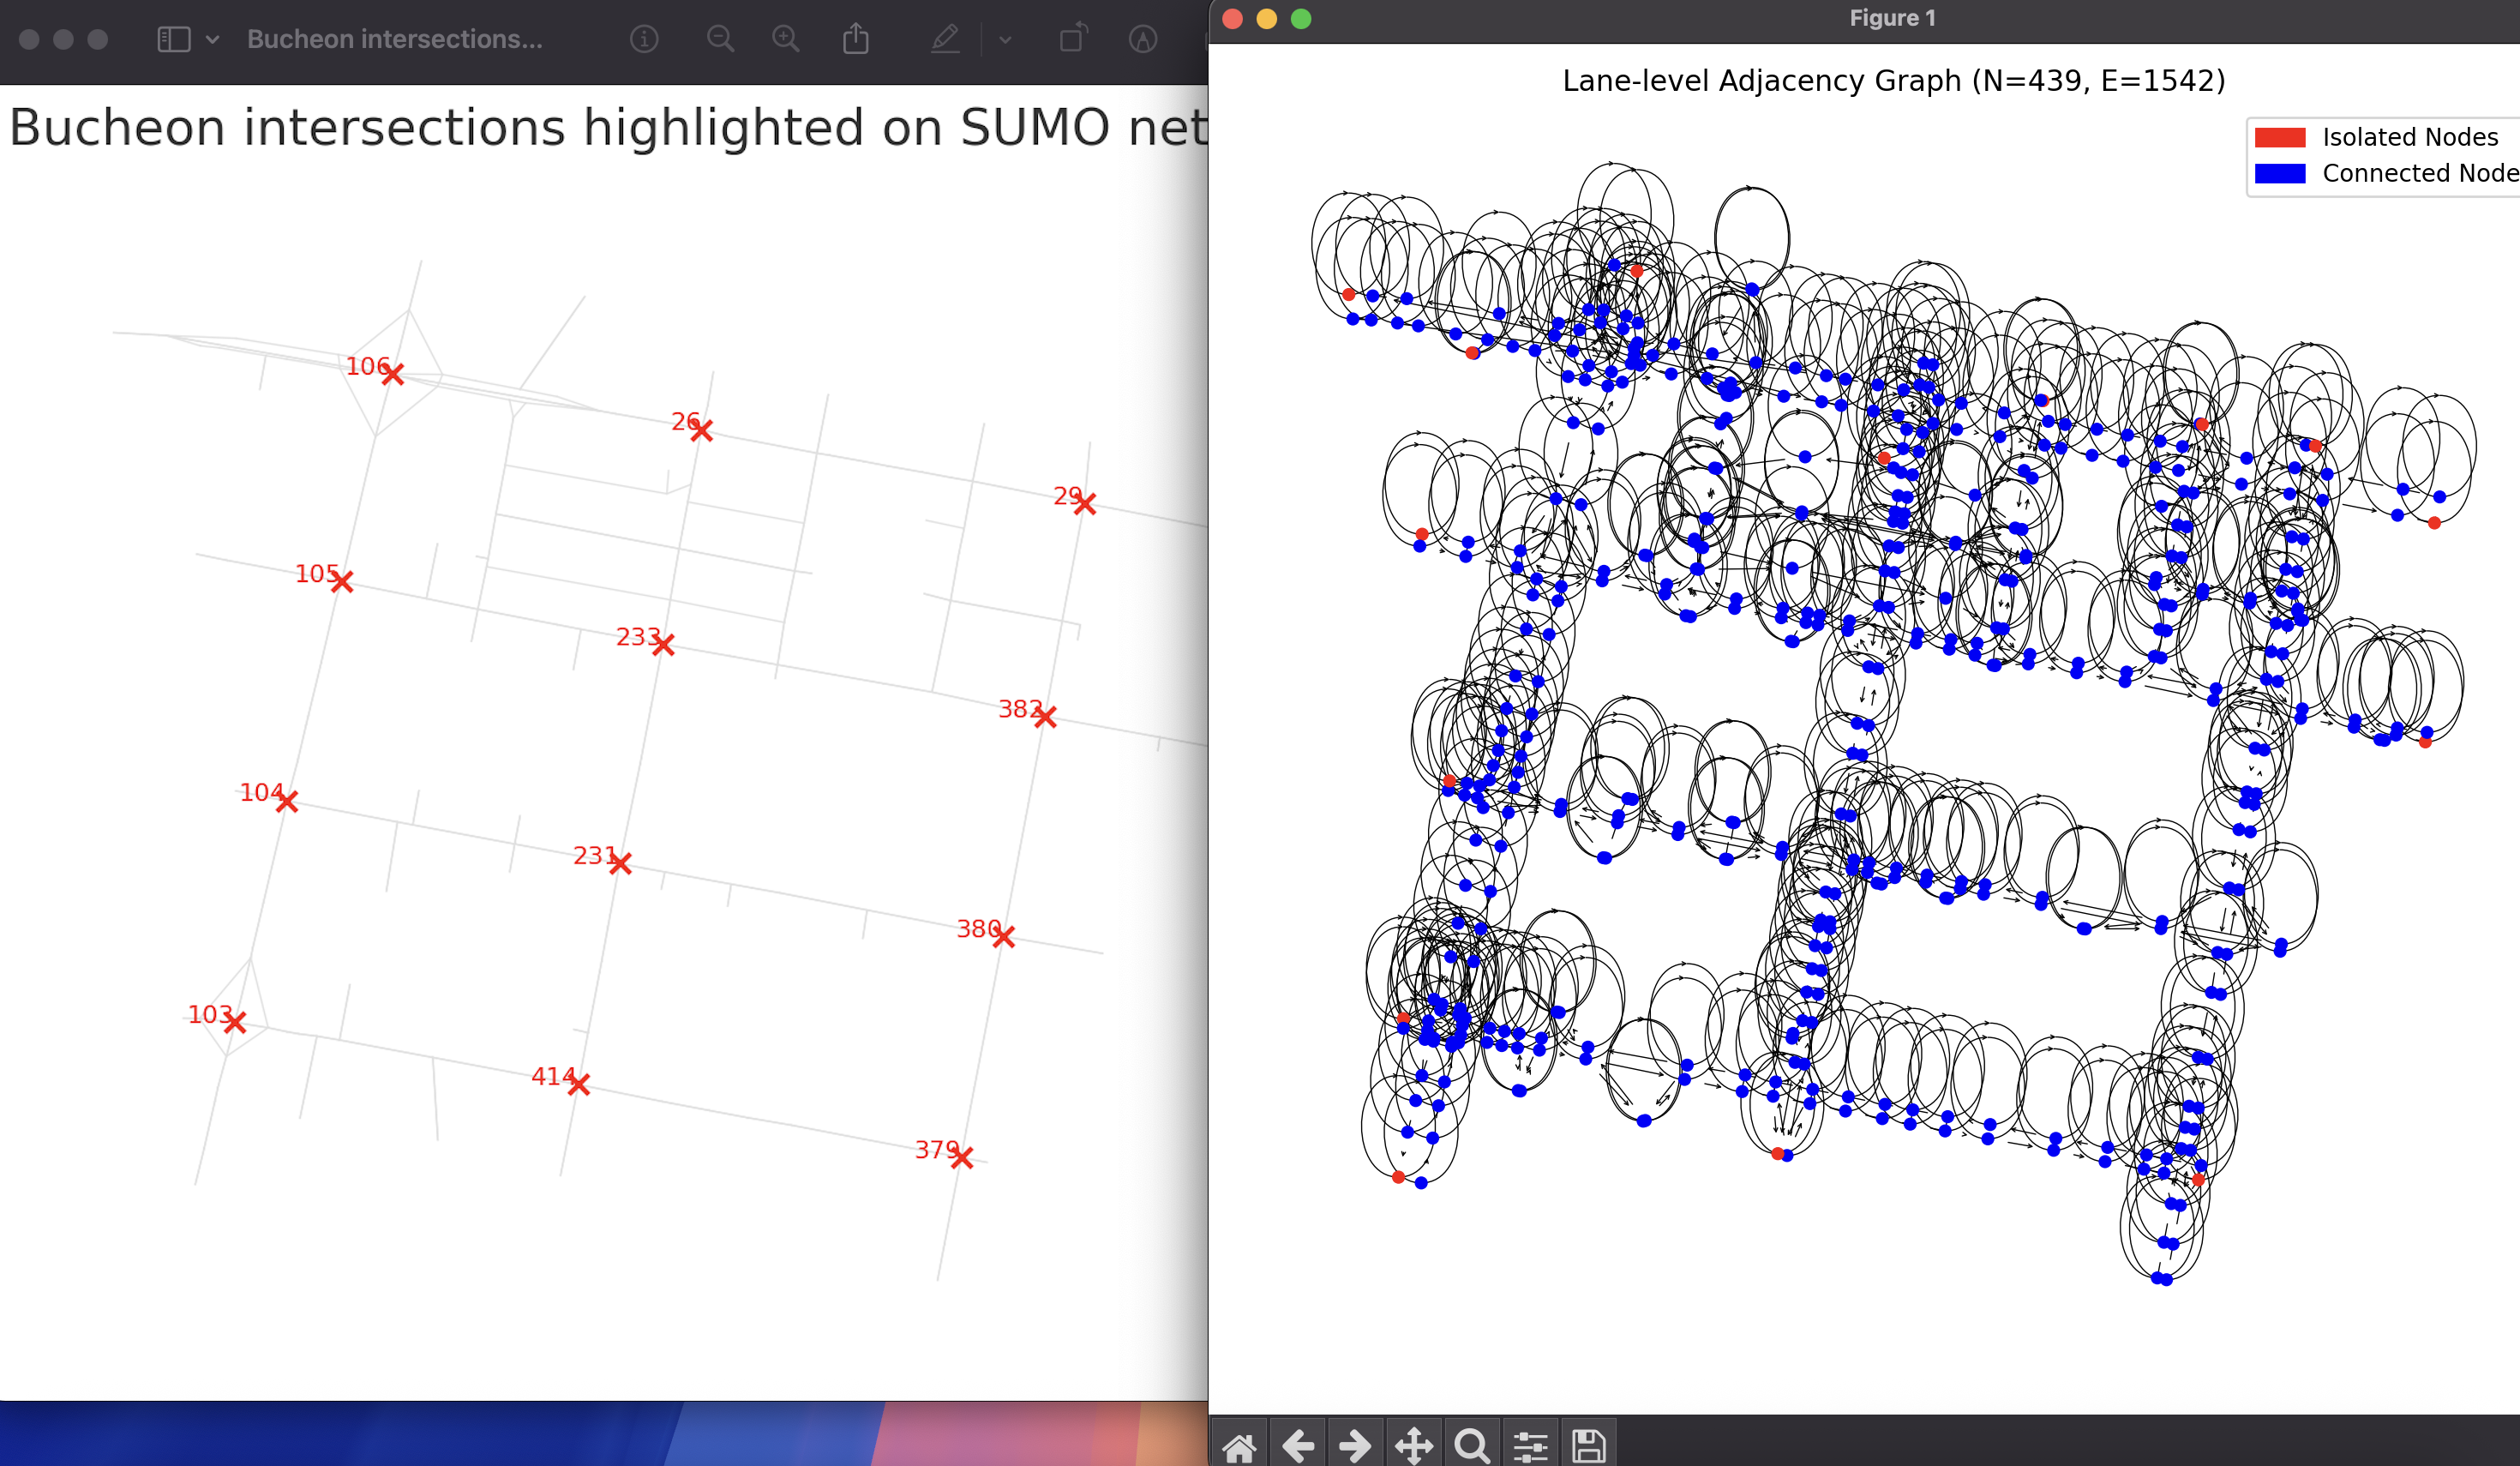 Bucheon intersections...
Bucheon intersections highlighted on SUMO net
106
26
29
105
233
382
104
231
380
103
414
379
Figure 1
Lane-level Adjacency Graph (N=439, E=1542)
Isolated Nodes
Connected Node